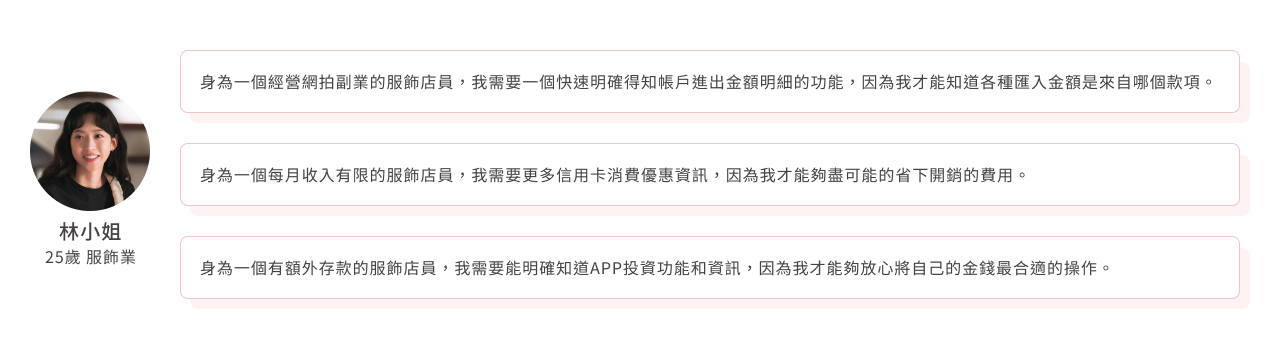 身為一個經營網拍副業的服飾店員，我需要一個快速明確得知帳戶進出金額明細的功能，因為我才能知道各種匯入金額是來自哪個款項。
身為一個每月收入有限的服飾店員，我需要更多信用卡消費優惠資訊，因為我才能夠盡可能的省下開銷的費用。
身為一個有額外存款的服飾店員，我需要能明確知道APP投資功能和資訊，因為我才能夠放心將自己的金錢最合適的操作。
林小姐
25歲 服飾業